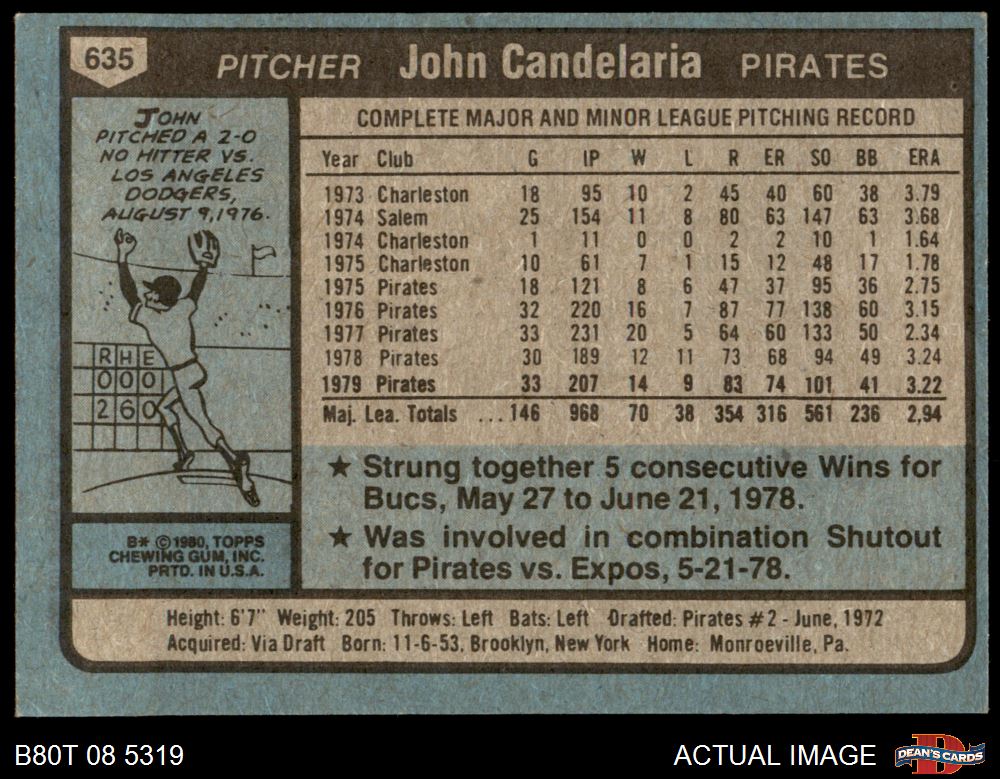 635 PITCHER John Candelaria PIRATES
JOHN
PITCHED A 2-0
NO HITTER VS.
LOS ANGELES
DODGERS,
AUGUST 9, 1976.
R H E
0 0 0
2 6 0
B* © 1980, TOPPS
CHEWING GUM, INC.
PRTD. IN U.S.A.
COMPLETE MAJOR AND MINOR LEAGUE PITCHING RECORD
Year Club G IP W L R ER SO BB ERA
1973 Charleston 18 95 10 2 45 40 60 38 3.79
1974 Salem 25 154 11 8 80 63 147 63 3.68
1974 Charleston 1 11 0 0 2 2 10 1 1.64
1975 Charleston 10 61 7 1 15 12 48 17 1.78
1975 Pirates 18 121 8 6 47 37 95 36 2.75
1976 Pirates 32 220 16 7 87 77 138 60 3.15
1977 Pirates 33 231 20 5 64 60 133 50 2.34
1978 Pirates 30 189 12 11 73 68 94 49 3.24
1979 Pirates 33 207 14 9 83 74 101 41 3.22
Maj. Lea. Totals ... 146 968 70 38 354 316 561 236 2.94
★ Strung together 5 consecutive Wins for
Bucs, May 27 to June 21, 1978.
★ Was involved in combination Shutout
for Pirates vs. Expos, 5-21-78.
Height: 6'7" Weight: 205 Throws: Left Bats: Left Drafted: Pirates #2 - June, 1972
Acquired: Via Draft Born: 11-6-53, Brooklyn, New York Home: Monroeville, Pa.
B80T 08 5319 ACTUAL IMAGE DEAN'S CARDS